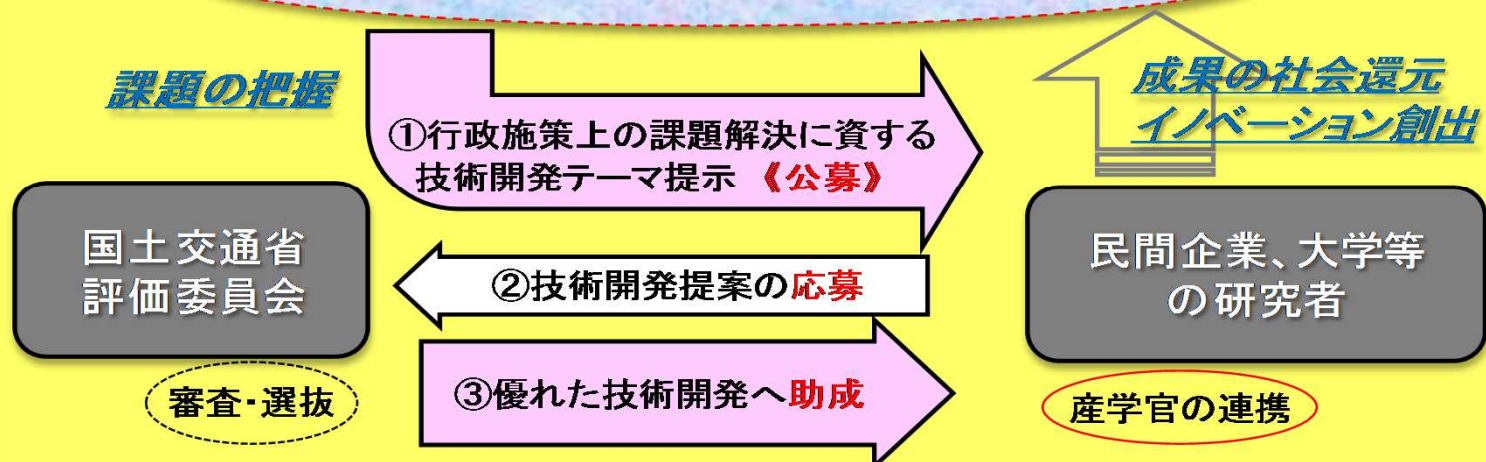 課題の把握
①行政施策上の課題解決に資する
技術開発テーマ提示 《公募》
成果の社会還元
イノベーション創出
国土交通省
評価委員会
②技術開発提案の応募
民間企業、大学等
の研究者
審査・選抜
③優れた技術開発へ助成
産学官の連携